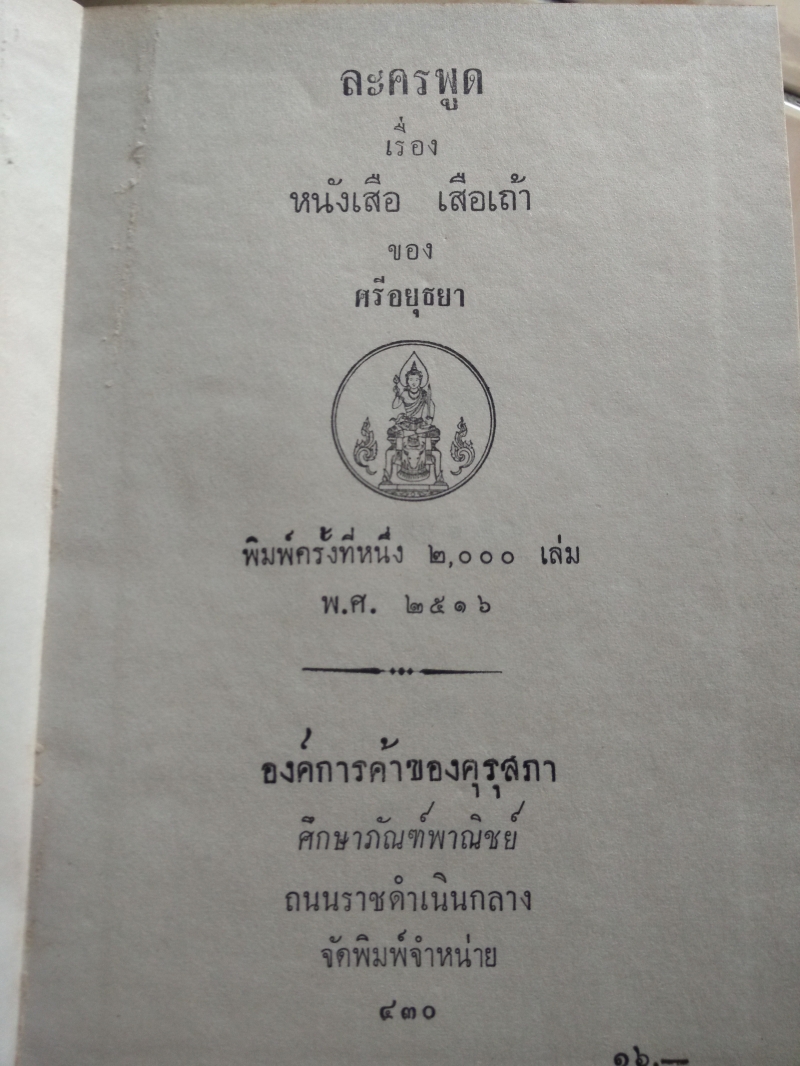 ละครพูด
เรื่อง
หนังเสือ เสือเถ้า
ของ
ศรีอยุธยา
พิมพ์ครั้งที่หนึ่ง ๒,๐๐๐ เล่ม
พ.ศ. ๒๕๑๖
องค์การค้าของคุรุสภา
ศึกษาภัณฑ์พาณิชย์
ถนนราชดำเนินกลาง
จัดพิมพ์จำหน่าย
๔๓๐
๑๖.—